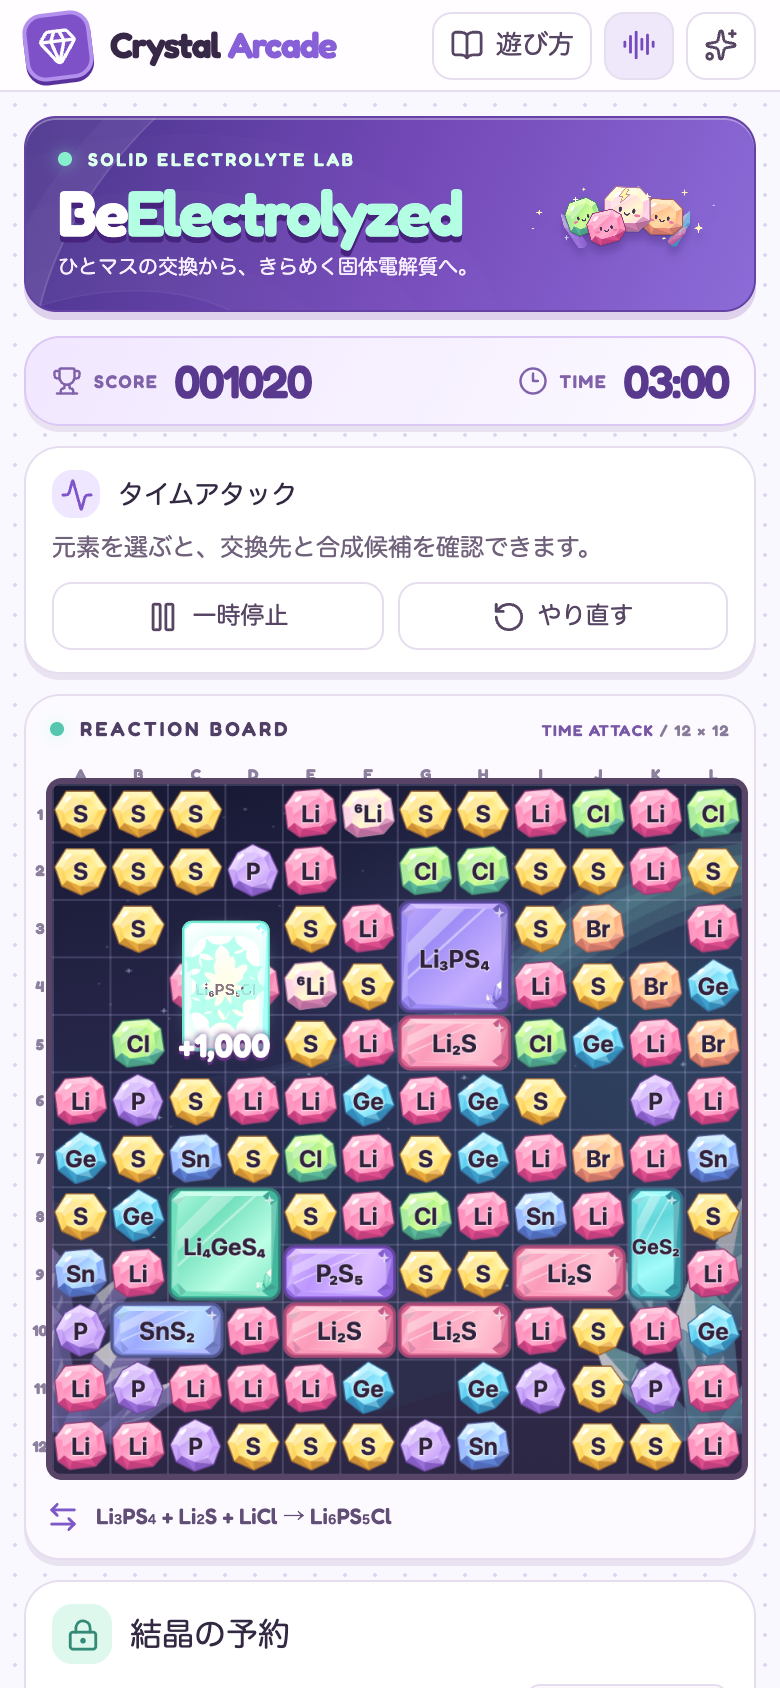 Crystal Arcade 遊び方
SOLID ELECTROLYTE LAB
BeElectrolyzed
ひとマスの交換から、きらめく固体電解質へ。
SCORE 001020 TIME 03:00
タイムアタック
元素を選ぶと、交換先と合成候補を確認できます。
一時停止 やり直す
REACTION BOARD TIME ATTACK / 12 × 12
A B C D E F G H I J K L
1 S S S Li ⁶Li S S Li Cl Li Cl
2 S S S P Li Cl Cl S S Li S
3 S S Li Li₃PS₄ S Br Li
4 Li₆PS₅Cl ⁶Li S Li S Br Ge
5 Cl +1,000 S Li Li₂S Cl Ge Li Br
6 Li P S Li Li Ge Li Ge S P Li
7 Ge S Sn S Cl Li S Ge Li Br Li Sn
8 S Ge Li₄GeS₄ S Li Cl Li Sn Li GeS₂ S
9 Sn Li P₂S₅ S S Li₂S Li
10 P SnS₂ Li Li₂S Li₂S Li S Li Ge
11 Li P Li Li Li Ge Ge P S P Li
12 Li Li P S S S P Sn S S Li
Li₃PS₄ + Li₂S + LiCl → Li₆PS₅Cl
結晶の予約